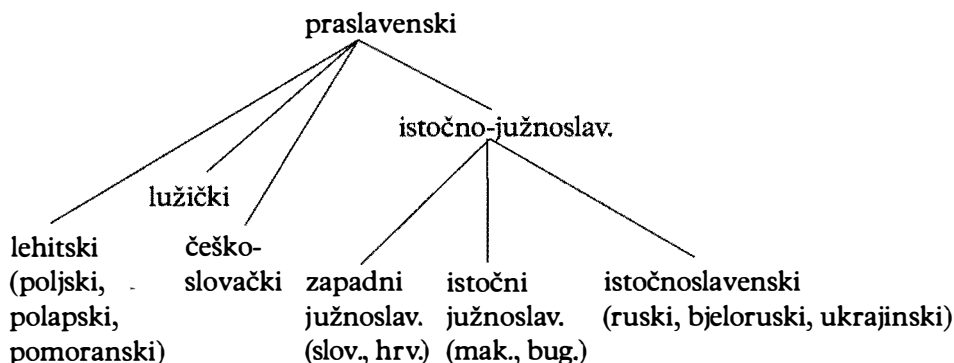 praslavenski
istočno-južnoslav.
lužički
lehitski
(poljski,
polapski,
pomoranski)
češko-
slovački
zapadni
južnoslav.
(slov., hrv.)
istočni
južnoslav.
(mak., bug.)
istočnoslavenski
(ruski, bjeloruski, ukrajinski)